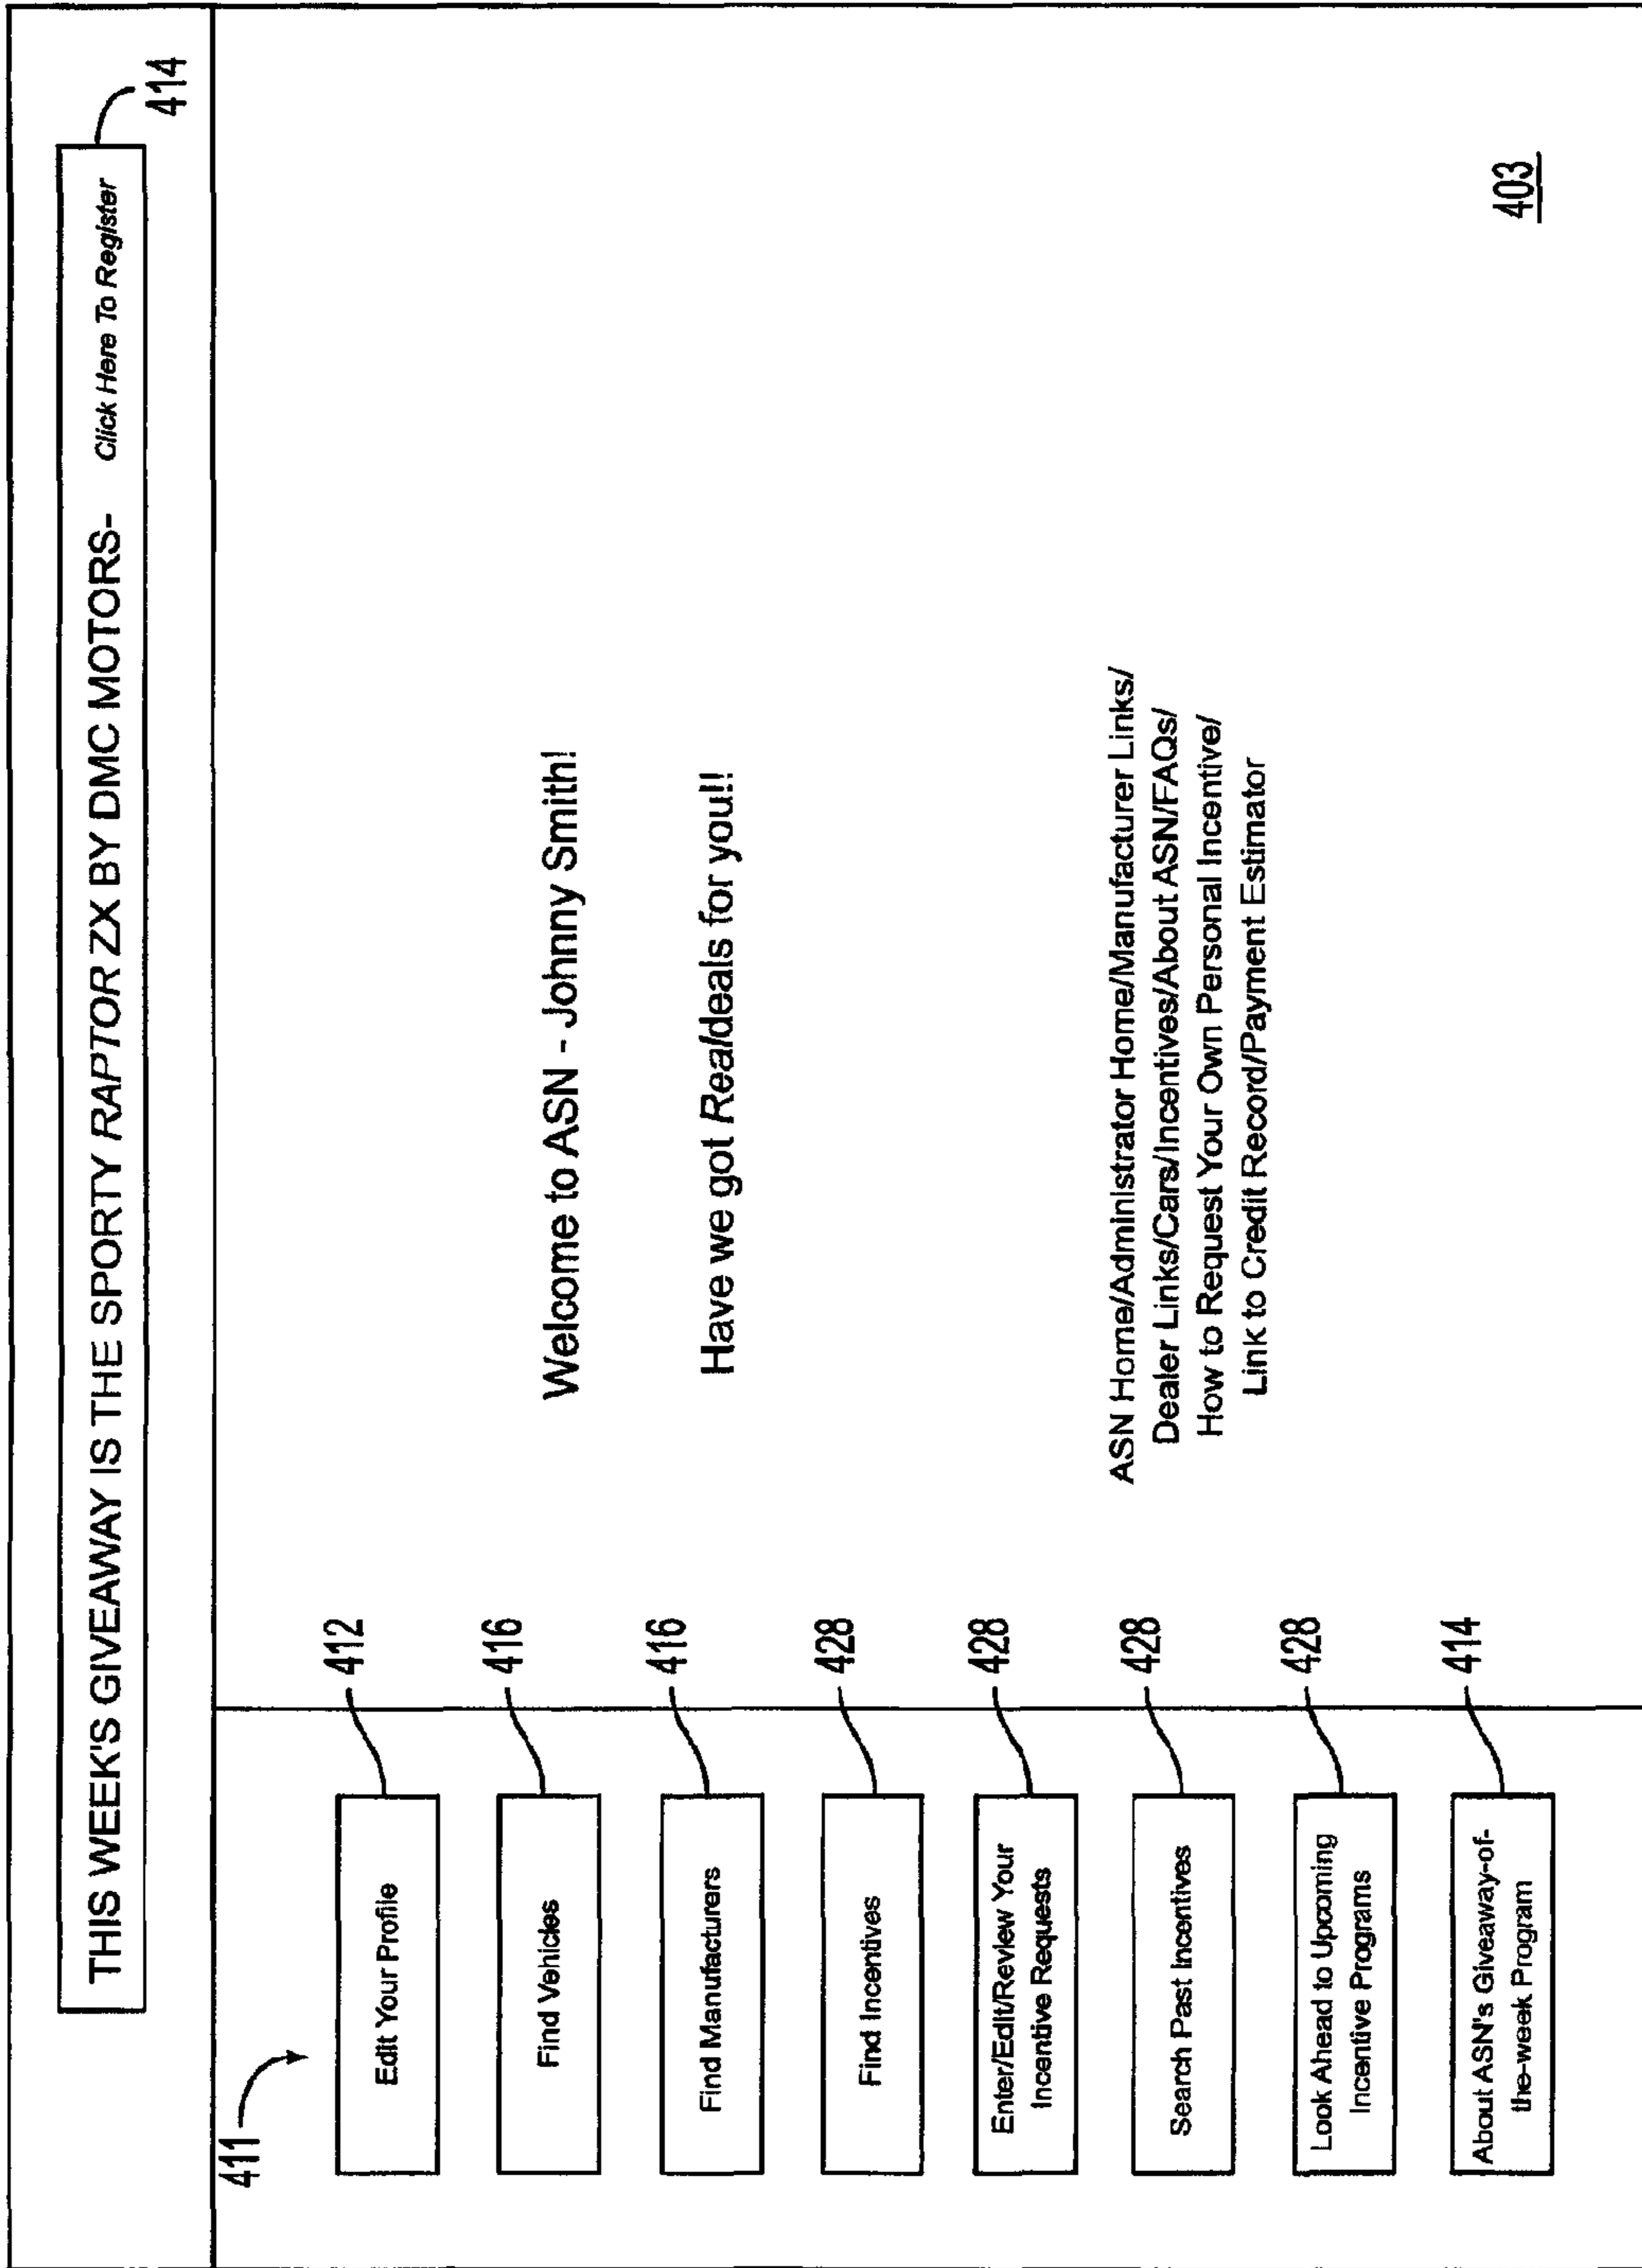 THIS WEEK'S GIVEAWAY IS THE SPORTY RAPTOR ZX BY DMC MOTORS- Click Here To Register
414
411
Edit Your Profile
412
Find Vehicles
416
Find Manufacturers
416
Find Incentives
428
Enter/Edit/Review Your
Incentive Requests
428
Search Past Incentives
428
Look Ahead to Upcoming
Incentive Programs
428
About ASN's Giveaway-of-
the-week Program
414
Welcome to ASN - Johnny Smith!
Have we got Realdeals for you!!
ASN Home/Administrator Home/Manufacturer Links/
Dealer Links/Cars/Incentives/About ASN/FAQs/
How to Request Your Own Personal Incentive/
Link to Credit Record/Payment Estimator
403